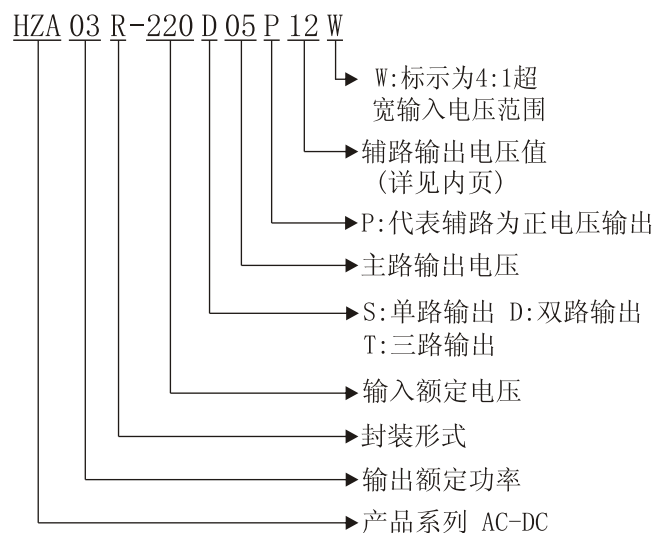 HZA 03 R-220 D 05 P 12 W
W:标示为4:1超
宽输入电压范围
辅路输出电压值
(详见内页)
P:代表辅路为正电压输出
主路输出电压
S:单路输出 D:双路输出
T:三路输出
输入额定电压
封装形式
输出额定功率
产品系列 AC-DC